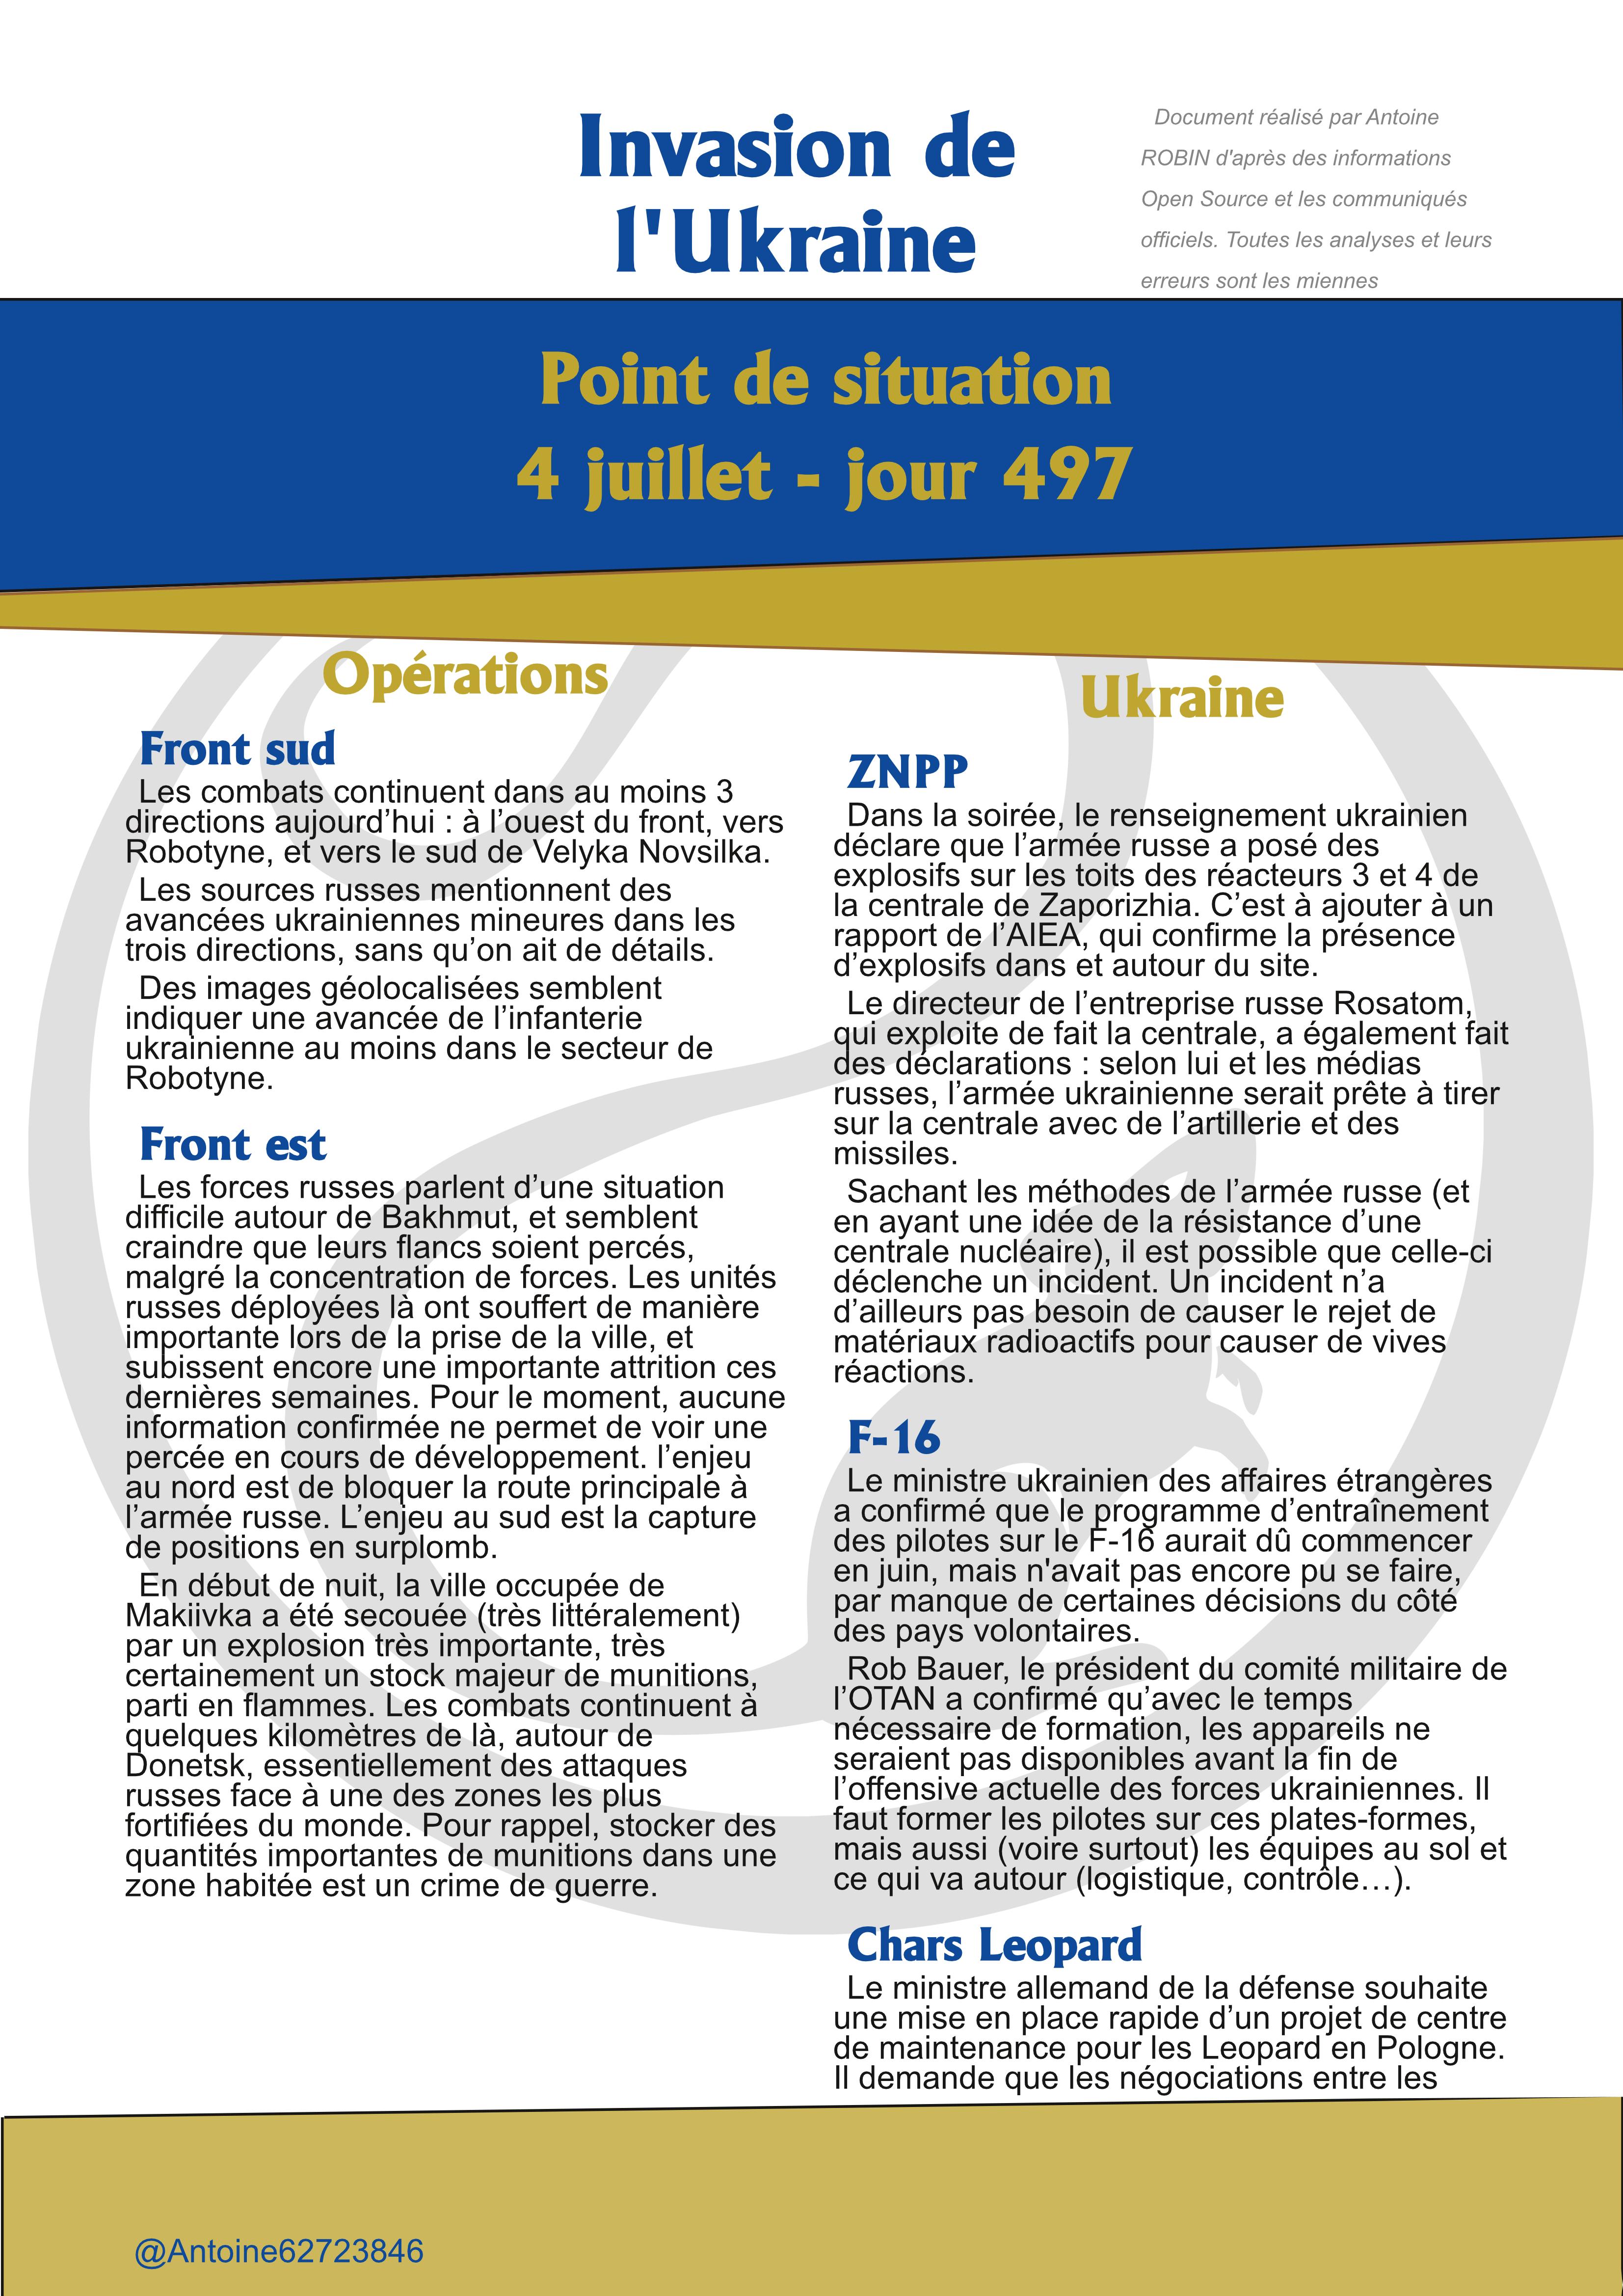 Invasion de
l'Ukraine
Document réalisé par Antoine
ROBIN d'après des informations
Open Source et les communiqués
officiels. Toutes les analyses et leurs
erreurs sont les miennes
Point de situation
4 juillet - jour 497
Opérations
Front sud
Les combats continuent dans au moins 3
directions aujourd’hui : à l’ouest du front, vers
Robotyne, et vers le sud de Velyka Novsilka.
Les sources russes mentionnent des
avancées ukrainiennes mineures dans les
trois directions, sans qu’on ait de détails.
Des images géolocalisées semblent
indiquer une avancée de l’infanterie
ukrainienne au moins dans le secteur de
Robotyne.
Front est
Les forces russes parlent d’une situation
difficile autour de Bakhmut, et semblent
craindre que leurs flancs soient percés,
malgré la concentration de forces. Les unités
russes déployées là ont souffert de manière
importante lors de la prise de la ville, et
subissent encore une importante attrition ces
dernières semaines. Pour le moment, aucune
information confirmée ne permet de voir une
percée en cours de développement. l’enjeu
au nord est de bloquer la route principale à
l’armée russe. L’enjeu au sud est la capture
de positions en surplomb.
En début de nuit, la ville occupée de
Makiivka a été secouée (très littéralement)
par un explosion très importante, très
certainement un stock majeur de munitions,
parti en flammes. Les combats continuent à
quelques kilomètres de là, autour de
Donetsk, essentiellement des attaques
russes face à une des zones les plus
fortifiées du monde. Pour rappel, stocker des
quantités importantes de munitions dans une
zone habitée est un crime de guerre.
Ukraine
ZNPP
Dans la soirée, le renseignement ukrainien
déclare que l’armée russe a posé des
explosifs sur les toits des réacteurs 3 et 4 de
la centrale de Zaporizhia. C’est à ajouter à un
rapport de l’AIEA, qui confirme la présence
d’explosifs dans et autour du site.
Le directeur de l’entreprise russe Rosatom,
qui exploite de fait la centrale, a également fait
des déclarations : selon lui et les médias
russes, l’armée ukrainienne serait prête à tirer
sur la centrale avec de l’artillerie et des
missiles.
Sachant les méthodes de l’armée russe (et
en ayant une idée de la résistance d’une
centrale nucléaire), il est possible que celle-ci
déclenche un incident. Un incident n’a
d’ailleurs pas besoin de causer le rejet de
matériaux radioactifs pour causer de vives
réactions.
F-16
Le ministre ukrainien des affaires étrangères
a confirmé que le programme d’entraînement
des pilotes sur le F-16 aurait dû commencer
en juin, mais n'avait pas encore pu se faire,
par manque de certaines décisions du côté
des pays volontaires.
Rob Bauer, le président du comité militaire de
l’OTAN a confirmé qu’avec le temps
nécessaire de formation, les appareils ne
seraient pas disponibles avant la fin de
l’offensive actuelle des forces ukrainiennes. Il
faut former les pilotes sur ces plates-formes,
mais aussi (voire surtout) les équipes au sol et
ce qui va autour (logistique, contrôle…).
Chars Leopard
Le ministre allemand de la défense souhaite
une mise en place rapide d’un projet de centre
de maintenance pour les Leopard en Pologne.
Il demande que les négociations entre les
@Antoine62723846